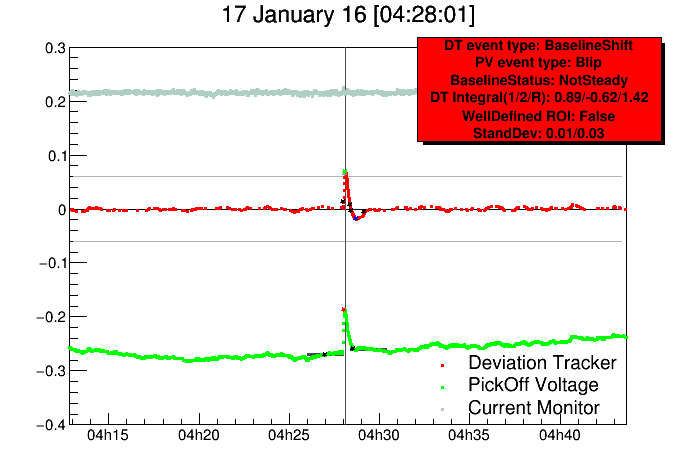 17 January 16 [04:28:01]
DT event type: BaselineShift
PV event type: Blip
BaselineStatus: NotSteady
DT Integral(1/2/R): 0.89/-0.62/1.42
WellDefined ROI: False
StandDev: 0.01/0.03
0.3
0.2
0.1
0
−0.1
−0.2
−0.3
−0.4
Deviation Tracker
PickOff Voltage
Current Monitor
04h15 04h20 04h25 04h30 04h35 04h40